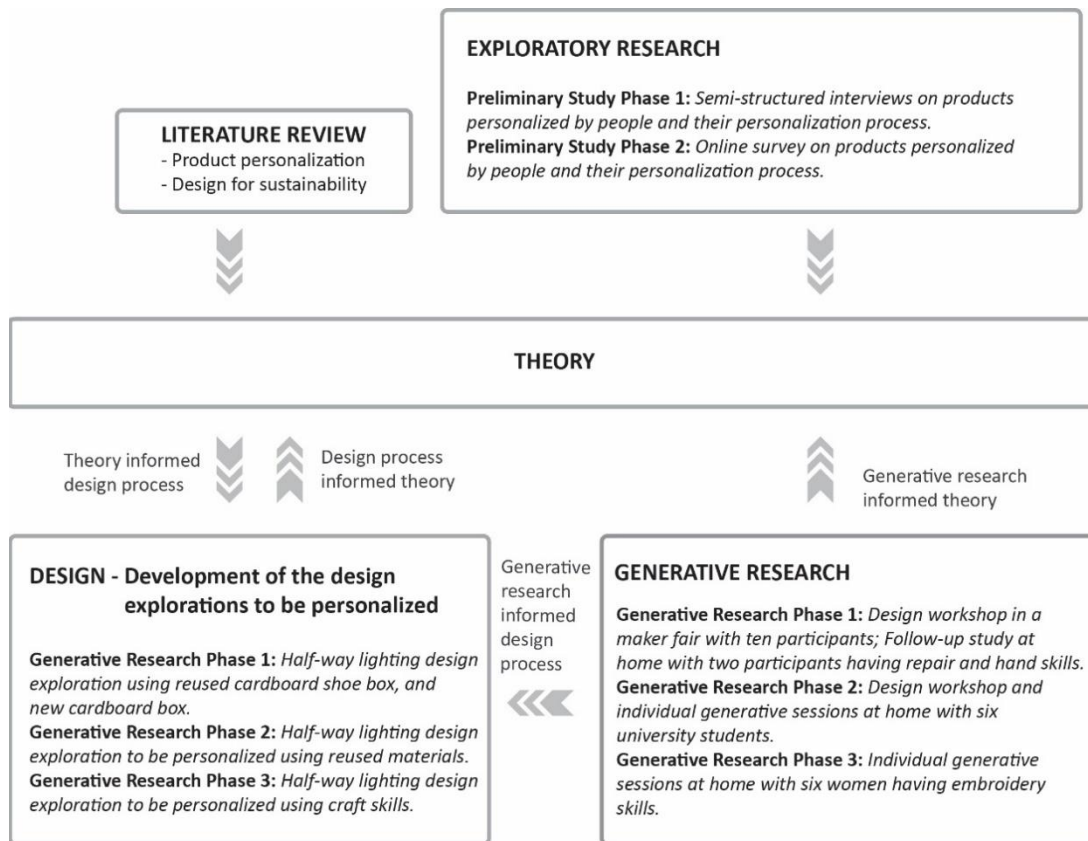 LITERATURE REVIEW
- Product personalization
- Design for sustainability
EXPLORATORY RESEARCH
Preliminary Study Phase 1: Semi-structured interviews on products
personalized by people and their personalization process.
Preliminary Study Phase 2: Online survey on products personalized
by people and their personalization process.
THEORY
Theory informed
design process
Design process
informed theory
Generative research
informed theory
DESIGN - Development of the design
explorations to be personalized
Generative Research Phase 1: Half-way lighting design
exploration using reused cardboard shoe box, and
new cardboard box.
Generative Research Phase 2: Half-way lighting design
exploration to be personalized using reused materials.
Generative Research Phase 3: Half-way lighting design
exploration to be personalized using craft skills.
Generative
research
informed
design
process
GENERATIVE RESEARCH
Generative Research Phase 1: Design workshop in a
maker fair with ten participants; Follow-up study at
home with two participants having repair and hand skills.
Generative Research Phase 2: Design workshop and
individual generative sessions at home with six
university students.
Generative Research Phase 3: Individual generative
sessions at home with six women having embroidery
skills.